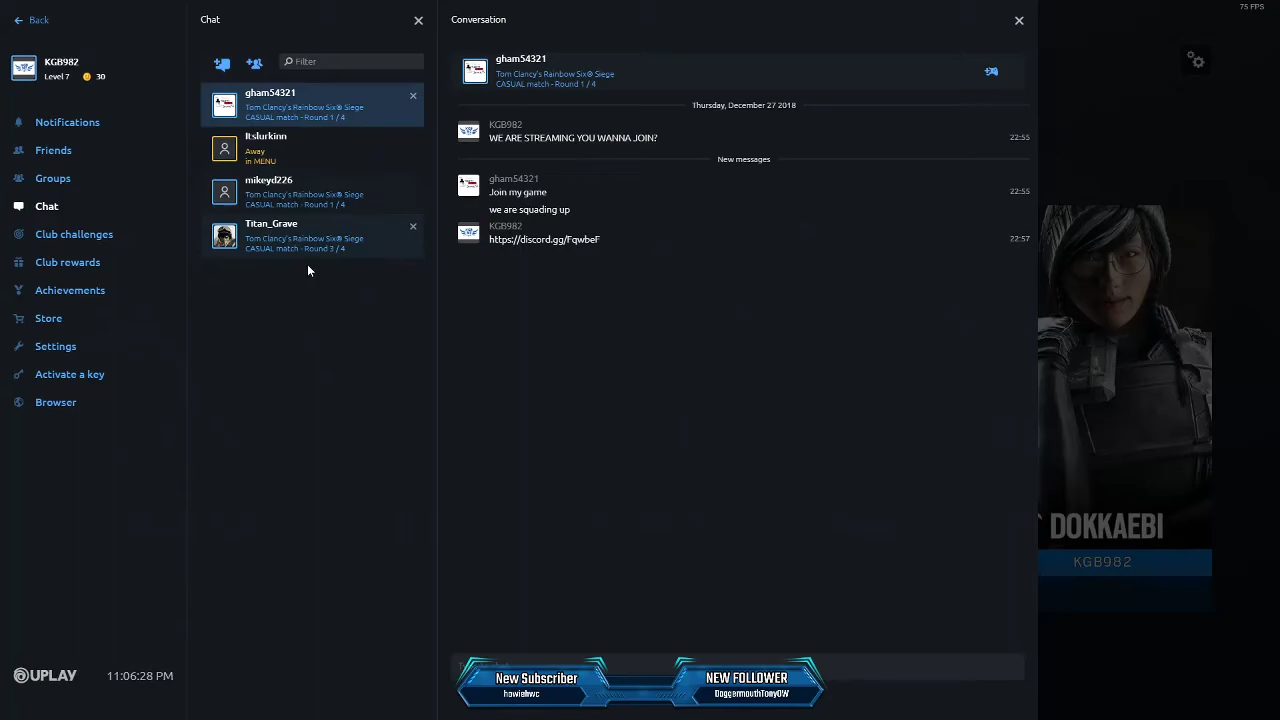 Back
KGB982
Level 7 30
Notifications
Friends
Groups
Chat
Club challenges
Club rewards
Achievements
Store
Settings
Activate a key
Browser
UPLAY 11:06:28 PM
Chat
Filter
gham54321
Tom Clancy's Rainbow Six® Siege
CASUAL match - Round 1 / 4
Itslurkinn
Away
in MENU
mikeyd226
Tom Clancy's Rainbow Six® Siege
CASUAL match - Round 1 / 4
Titan_Grave
Tom Clancy's Rainbow Six® Siege
CASUAL match - Round 3 / 4
Conversation
gham54321
Tom Clancy's Rainbow Six® Siege
CASUAL match - Round 1 / 4
Thursday, December 27 2018
KGB982
WE ARE STREAMING YOU WANNA JOIN? 22:55
New messages
gham54321
Join my game 22:55
we are squading up
KGB982
https://discord.gg/FqwbeF 22:57
New Subscriber
howiehwc
NEW FOLLOWER
DaggermouthTonyOW
75 FPS
DOKKAEBI
KGB982